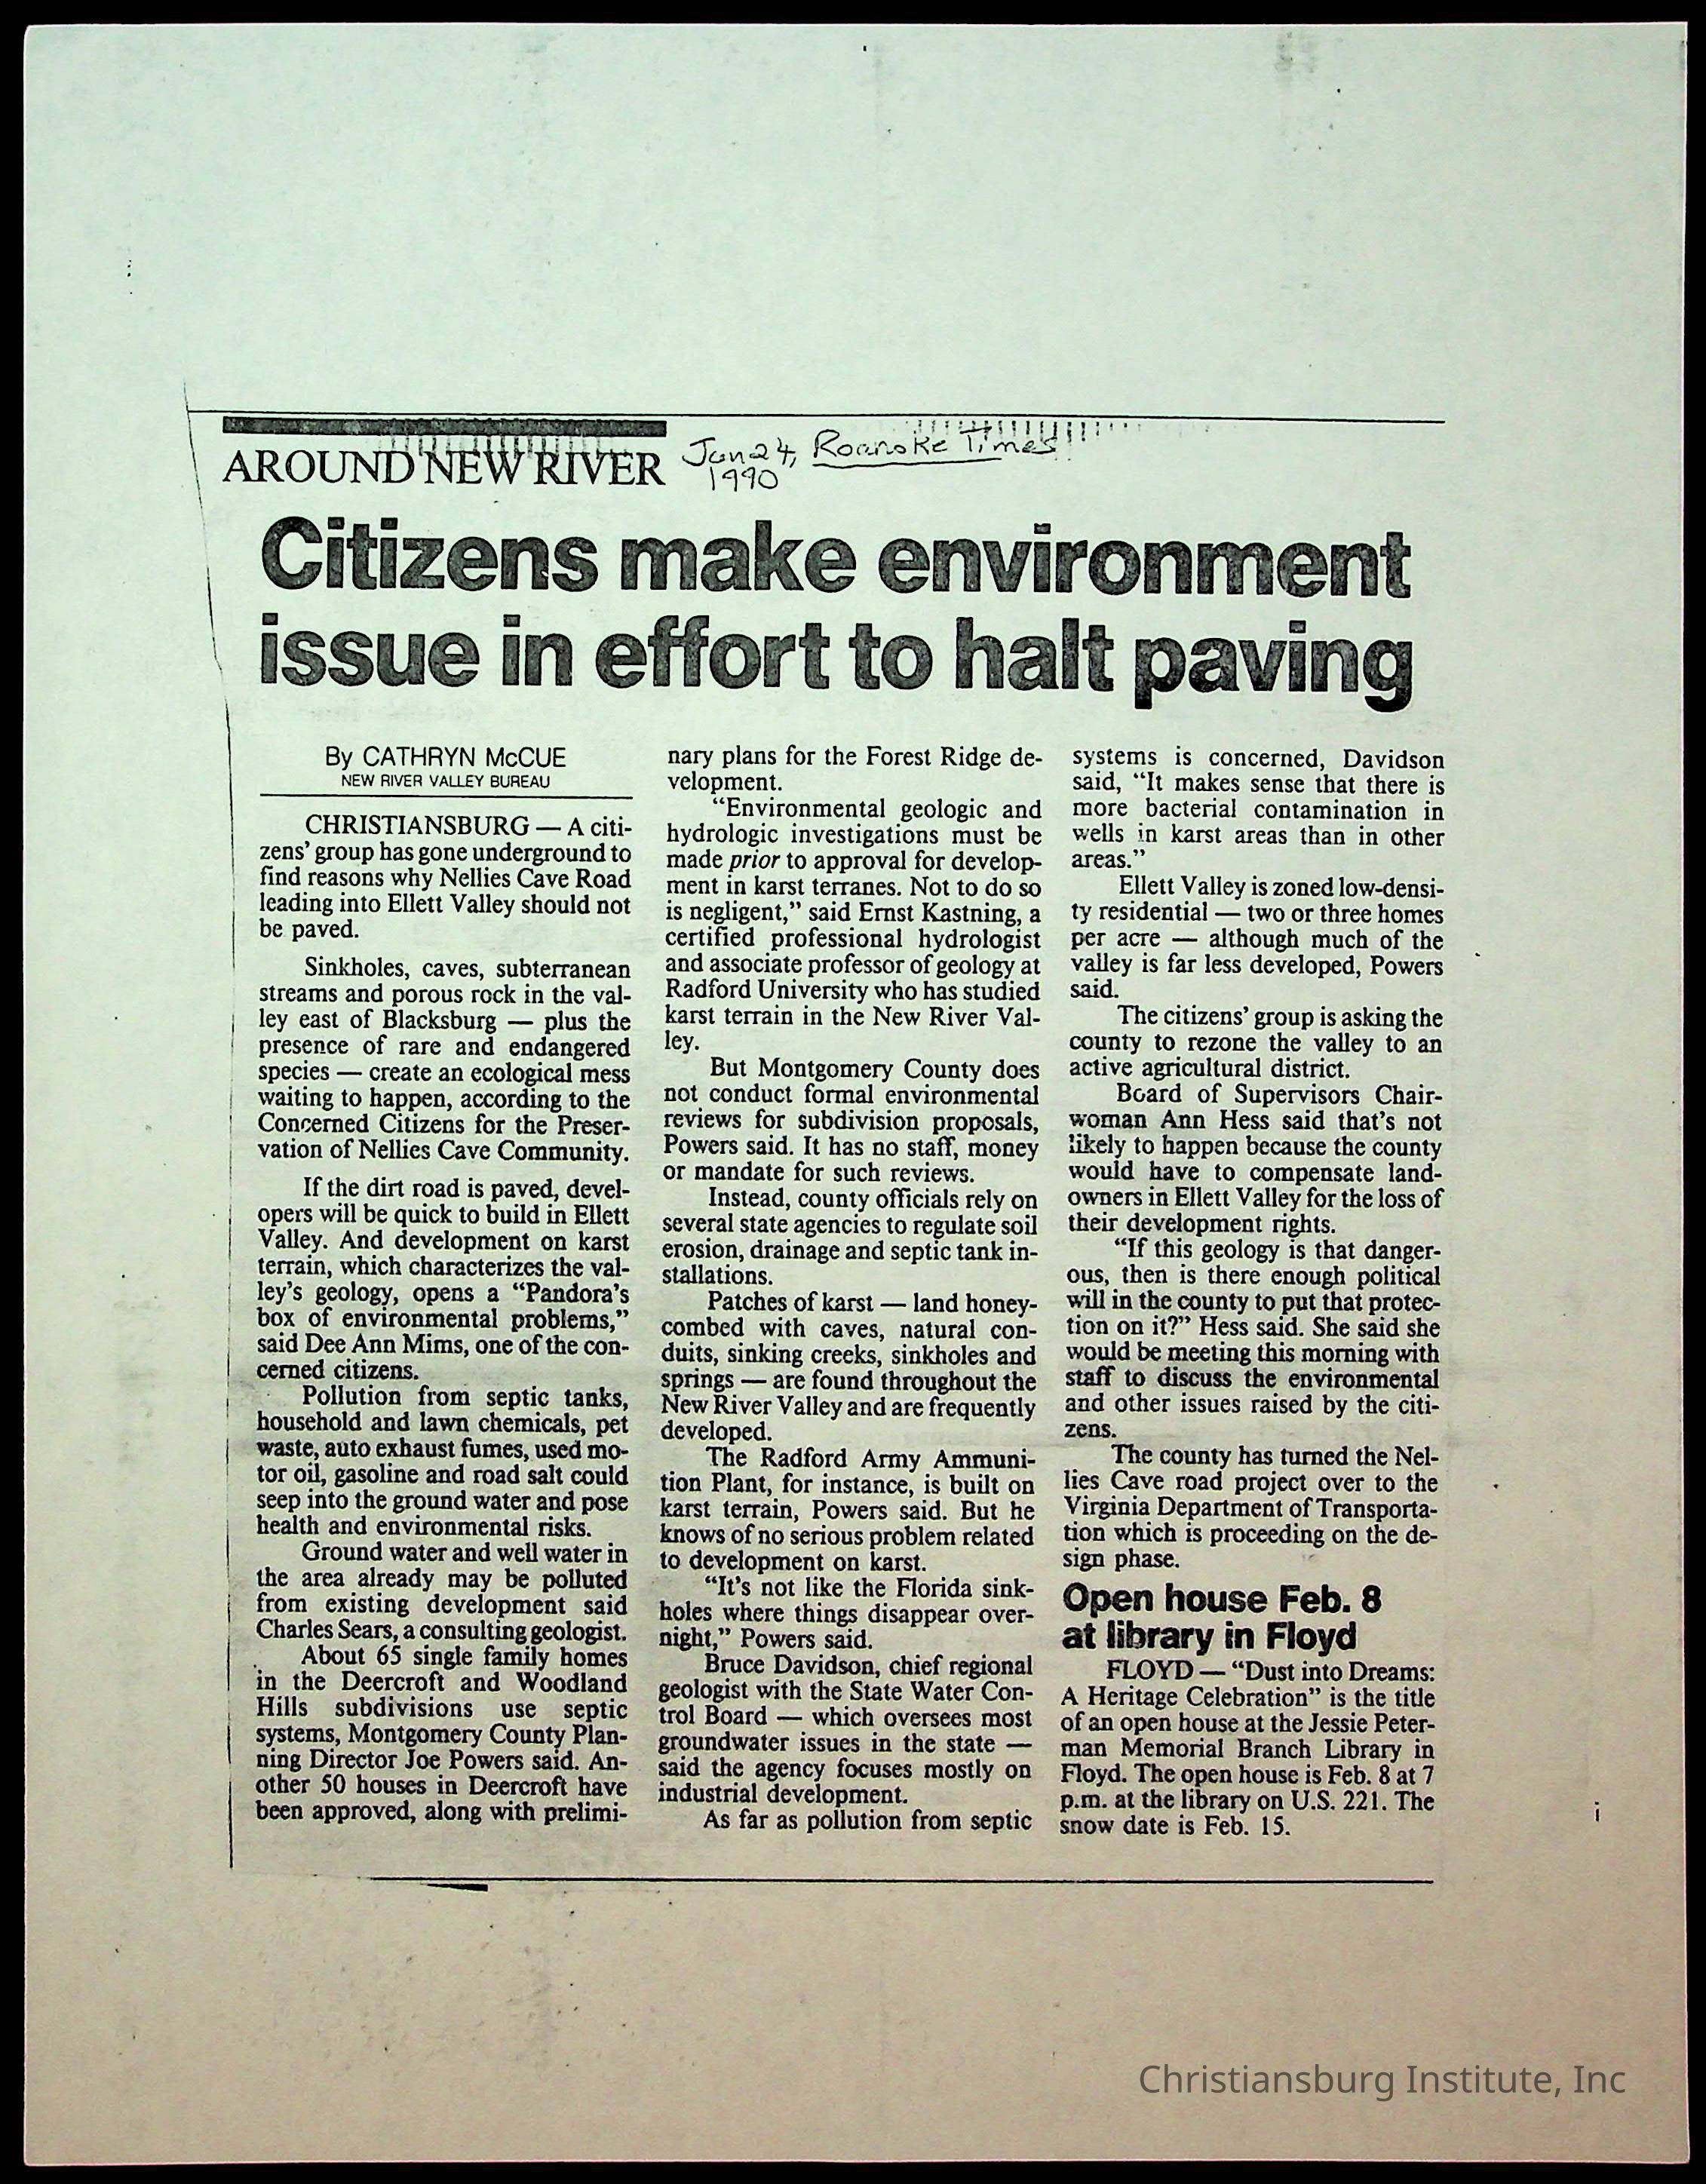 AROUND NEW RIVER
Jan 24, Roanoke Times
1990
Citizens make environment
issue in effort to halt paving
By CATHRYN McCUE
NEW RIVER VALLEY BUREAU
CHRISTIANSBURG — A citi-
zens' group has gone underground to
find reasons why Nellies Cave Road
leading into Ellett Valley should not
be paved.
Sinkholes, caves, subterranean
streams and porous rock in the val-
ley east of Blacksburg — plus the
presence of rare and endangered
species — create an ecological mess
waiting to happen, according to the
Concerned Citizens for the Preser-
vation of Nellies Cave Community.
If the dirt road is paved, devel-
opers will be quick to build in Ellett
Valley. And development on karst
terrain, which characterizes the val-
ley's geology, opens a “Pandora's
box of environmental problems,”
said Dee Ann Mims, one of the con-
cerned citizens.
Pollution from septic tanks,
household and lawn chemicals, pet
waste, auto exhaust fumes, used mo-
tor oil, gasoline and road salt could
seep into the ground water and pose
health and environmental risks.
Ground water and well water in
the area already may be polluted
from existing development said
Charles Sears, a consulting geologist.
About 65 single family homes
in the Deercroft and Woodland
Hills subdivisions use septic
systems, Montgomery County Plan-
ning Director Joe Powers said. An-
other 50 houses in Deercroft have
been approved, along with prelimi-
nary plans for the Forest Ridge de-
velopment.
“Environmental geologic and
hydrologic investigations must be
made prior to approval for develop-
ment in karst terranes. Not to do so
is negligent,” said Ernst Kastning, a
certified professional hydrologist
and associate professor of geology at
Radford University who has studied
karst terrain in the New River Val-
ley.
But Montgomery County does
not conduct formal environmental
reviews for subdivision proposals,
Powers said. It has no staff, money
or mandate for such reviews.
Instead, county officials rely on
several state agencies to regulate soil
erosion, drainage and septic tank in-
stallations.
Patches of karst — land honey-
combed with caves, natural con-
duits, sinking creeks, sinkholes and
springs — are found throughout the
New River Valley and are frequently
developed.
The Radford Army Ammuni-
tion Plant, for instance, is built on
karst terrain, Powers said. But he
knows of no serious problem related
to development on karst.
“It's not like the Florida sink-
holes where things disappear over-
night,” Powers said.
Bruce Davidson, chief regional
geologist with the State Water Con-
trol Board — which oversees most
groundwater issues in the state —
said the agency focuses mostly on
industrial development.
As far as pollution from septic
systems is concerned, Davidson
said, “It makes sense that there is
more bacterial contamination in
wells in karst areas than in other
areas.”
Ellett Valley is zoned low-densi-
ty residential — two or three homes
per acre — although much of the
valley is far less developed, Powers
said.
The citizens' group is asking the
county to rezone the valley to an
active agricultural district.
Board of Supervisors Chair-
woman Ann Hess said that's not
likely to happen because the county
would have to compensate land-
owners in Ellett Valley for the loss of
their development rights.
“If this geology is that danger-
ous, then is there enough political
will in the county to put that protec-
tion on it?” Hess said. She said she
would be meeting this morning with
staff to discuss the environmental
and other issues raised by the citi-
zens.
The county has turned the Nel-
lies Cave road project over to the
Virginia Department of Transporta-
tion which is proceeding on the de-
sign phase.
Open house Feb. 8
at library in Floyd
FLOYD — “Dust into Dreams:
A Heritage Celebration” is the title
of an open house at the Jessie Peter-
man Memorial Branch Library in
Floyd. The open house is Feb. 8 at 7
p.m. at the library on U.S. 221. The
snow date is Feb. 15.
Christiansburg Institute, Inc